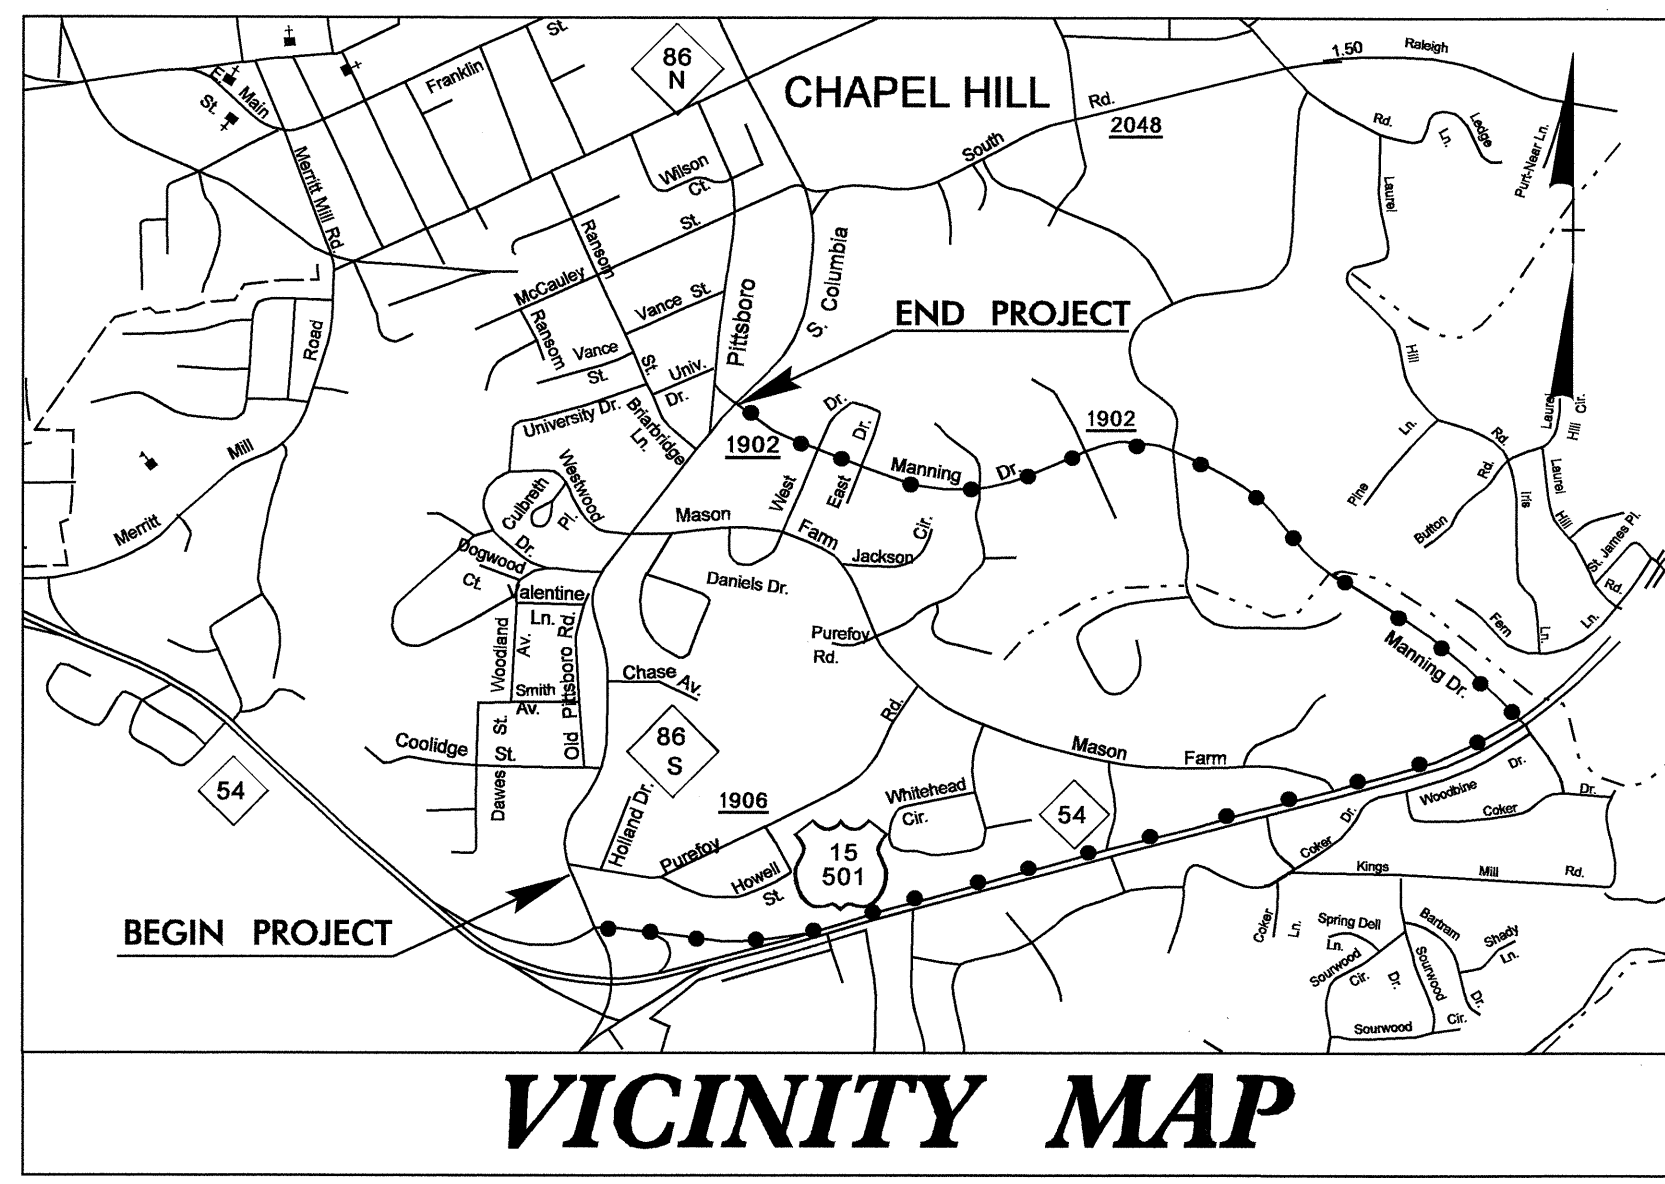 St.
86
N
CHAPEL HILL
1.50
Raleigh
Rd.
2048
E. Main
St.
Franklin
Merritt Mill Rd.
Wilson
Ct.
South
Rd.
Ln.
Ledge
Purt-Near Ln.
Laurel
St.
Ransom
McCauley
Pittsboro
S. Columbia
END PROJECT
Vance St.
Ransom
Vance
St.
St.
Univ.
Dr.
Road
Hill
Laurel
Hill
Cir.
University Dr.
Briarbridge
Ln.
1902
1902
Dr.
Dr.
West
East
Manning
Dr.
Ln.
Pine
Rd.
Rd.
Button
Iris
Laurel
Hill
St. James Pl.
Rd.
Mill
Merritt
Westwood
Culbreth
Pl.
Dr.
Mason
Farm
Jackson
Cir.
Dogwood
Ct.
Valentine
Ln.
Daniels Dr.
Purefoy
Rd.
Fern
Ln.
Ln.
Woodland
Av.
Old Pittsboro Rd.
Smith
Av.
Chase Av.
Manning Dr.
Rd.
Coolidge
St.
St.
Dawes
86
S
54
Mason
Farm
1906
Holland Dr.
Whitehead
Cir.
54
Woodbine
Dr.
Coker
Dr.
Coker
Dr.
Purefoy
Howell
St.
15
501
Kings
Mill
Rd.
BEGIN PROJECT
Coker
Ln.
Spring Dell
Ln.
Bartram
Shady
Ln.
Sourwood
Cir.
Dr.
Sourwood
Dr.
Sourwood
Cir.
VICINITY MAP